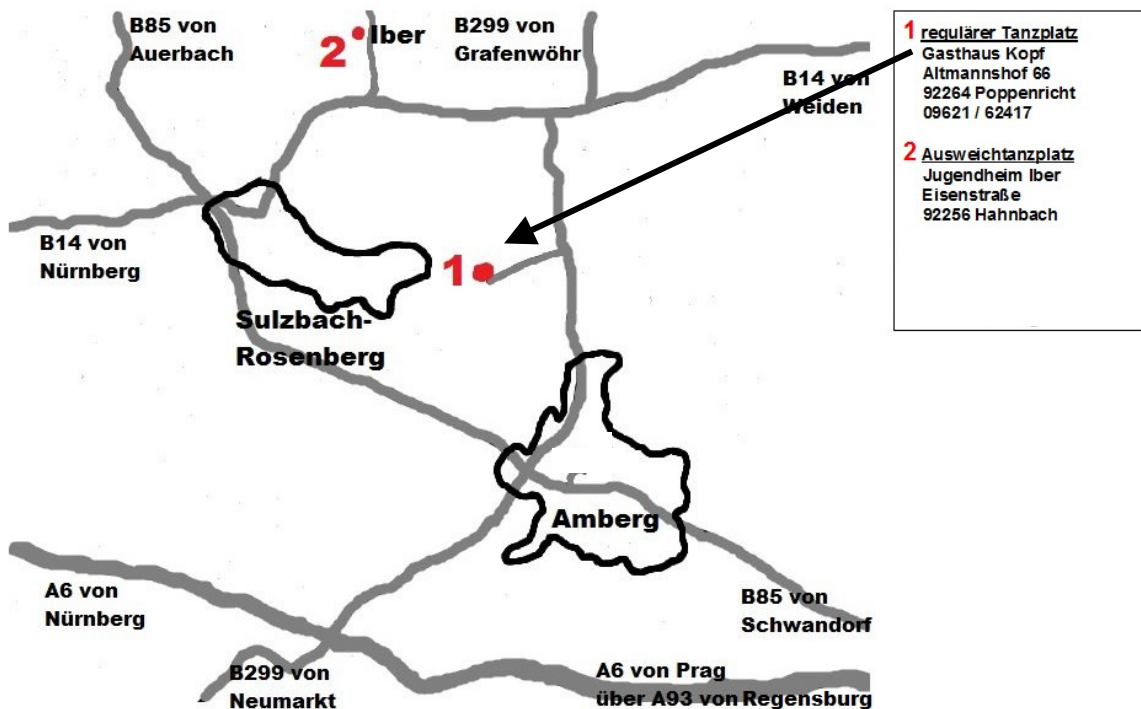 B85 von
Auerbach
2
Iber
B299 von
Grafenwöhr
B14 von
Weiden
B14 von
Nürnberg
1
Sulzbach-
Rosenberg
Amberg
A6 von
Nürnberg
B85 von
Schwandorf
B299 von
Neumarkt
A6 von Prag
über A93 von Regensburg
1 regulärer Tanzplatz
Gasthaus Kopf
Altmannshof 66
92264 Poppenricht
09621 / 62417
2 Ausweichtanzplatz
Jugendheim Iber
Eisenstraße
92256 Hahnbach